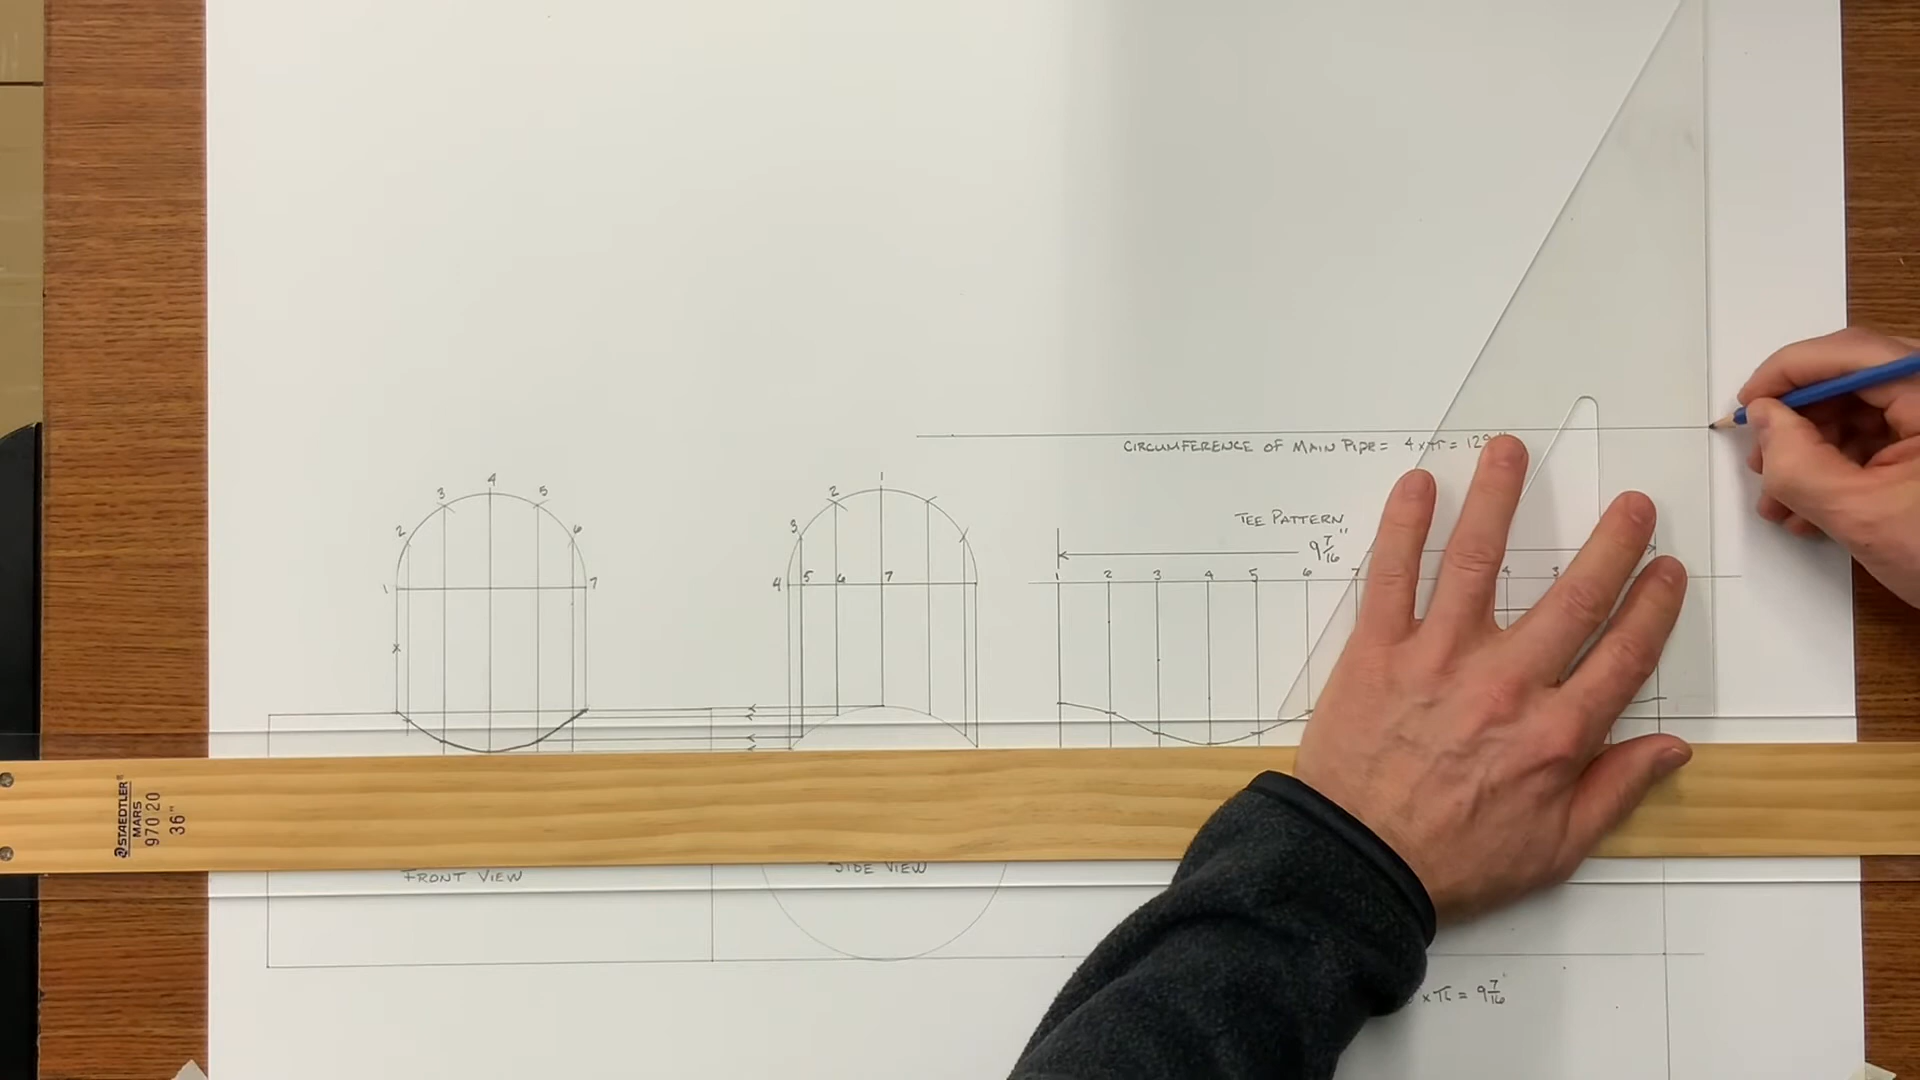 CIRCUMFERENCE OF MAIN PIPE = 4 x π =
TEE PATTERN
9 7/16"
1 2 3 4 5 6 7 4 3
4
3 5
2 6
1 7
1
2
3
4 5 6 7
STAEDTLER®
MARS
970 20
36"
FRONT VIEW
SIDE VIEW
x π = 9 7/16"